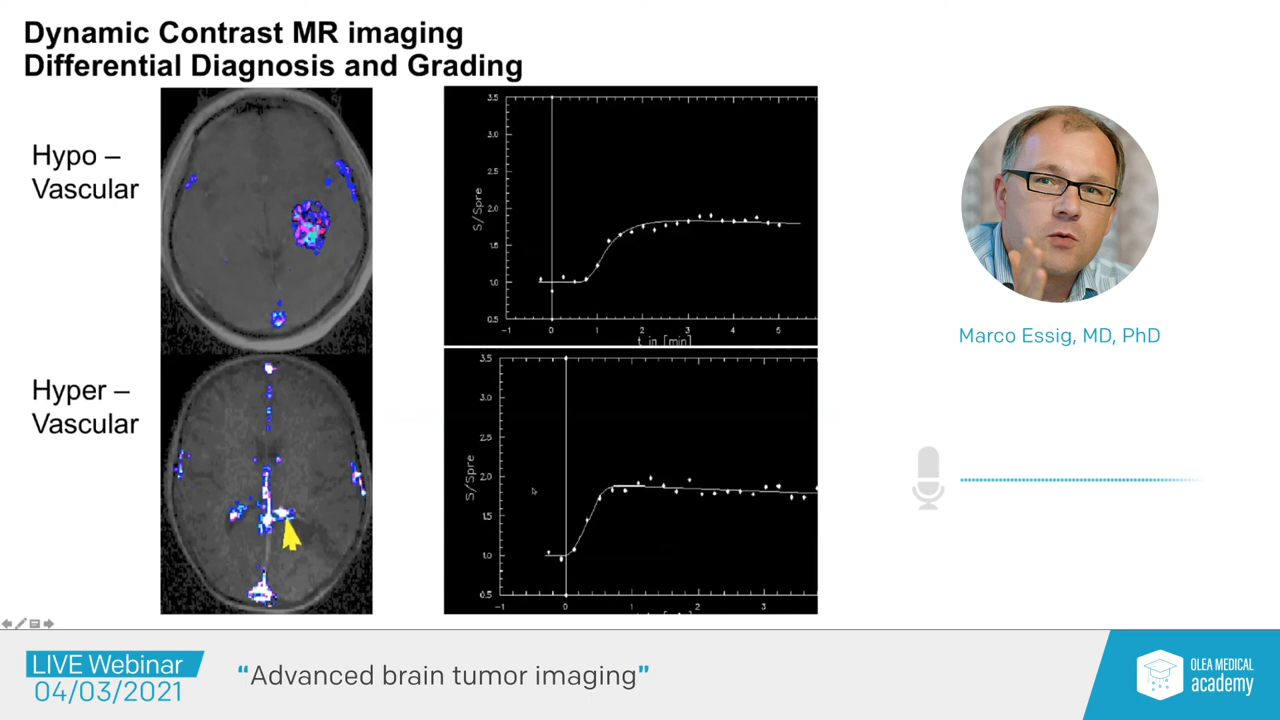 Dynamic Contrast MR imaging
Differential Diagnosis and Grading
Hypo –
Vascular
3.5
3.0
2.5
2.0
1.5
1.0
0.5
S/Spre
-1 0 1 2 3 4 5
t in [min]
Hyper –
Vascular
3.5
3.0
2.5
2.0
1.5
1.0
0.5
S/Spre
-1 0 1 2 3
Marco Essig, MD, PhD
LIVE Webinar
04/03/2021
“Advanced brain tumor imaging”
OLEA MEDICAL
academy